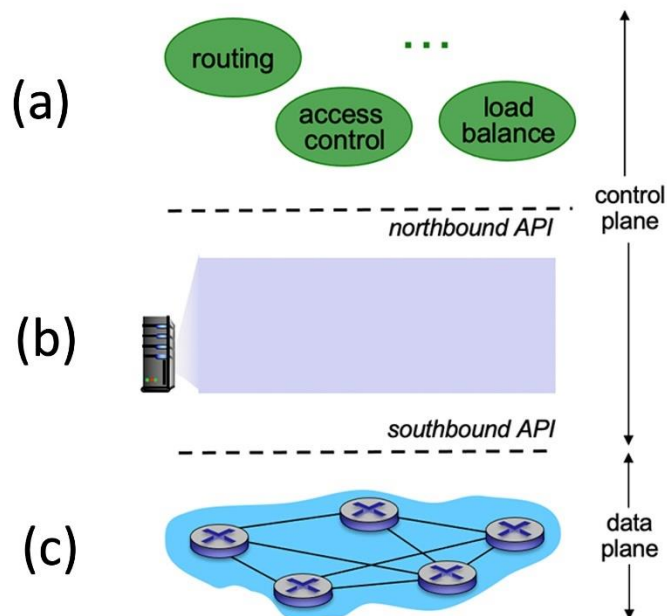 (a)
routing
...
access
control
load
balance
northbound API
control
plane
(b)
southbound API
(c)
data
plane